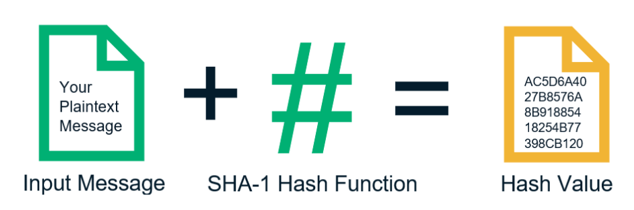 Your
Plaintext
Message
+
#
=
AC5D6A40
27B8576A
8B918854
18254B77
398CB120
Input Message
SHA-1 Hash Function
Hash Value